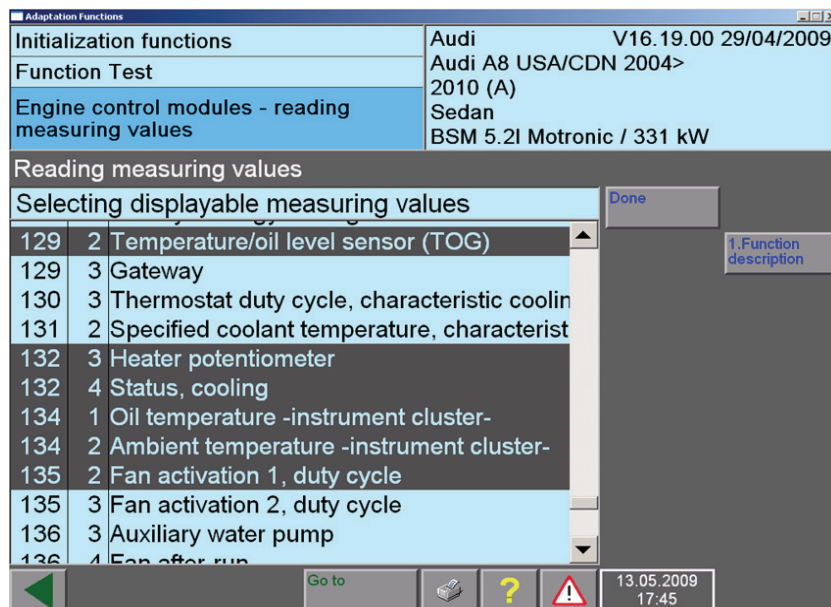 Adaptation Functions
Initialization functions
Function Test
Engine control modules - reading
measuring values
Audi V16.19.00 29/04/2009
Audi A8 USA/CDN 2004>
2010 (A)
Sedan
BSM 5.2l Motronic / 331 kW
Reading measuring values
Selecting displayable measuring values
Done
1.Function
description
129 2 Temperature/oil level sensor (TOG)
129 3 Gateway
130 3 Thermostat duty cycle, characteristic coolin
131 2 Specified coolant temperature, characterist
132 3 Heater potentiometer
132 4 Status, cooling
134 1 Oil temperature -instrument cluster-
134 2 Ambient temperature -instrument cluster-
135 2 Fan activation 1, duty cycle
135 3 Fan activation 2, duty cycle
136 3 Auxiliary water pump
136 4 Fan after-run
Go to
?
13.05.2009
17:45